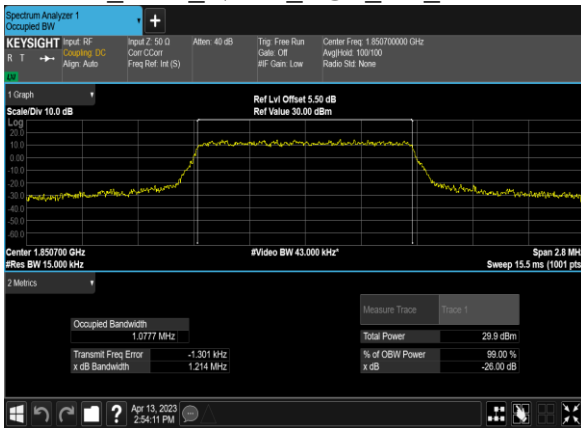 Spectrum Analyzer 1
Occupied BW
+
KEYSIGHT Input: RF Input Z: 50 Ω Atten: 40 dB Trig: Free Run Center Freq: 1.850700000 GHz
R T Coupling: DC Corr CCorr Gate: Off Avg|Hold: 100/100
Align: Auto Freq Ref: Int (S) #IF Gain: Low Radio Std: None
LW
1 Graph
Ref Lvl Offset 5.50 dB
Scale/Div 10.0 dB Ref Value 30.00 dBm
Log
20.0
10.0
0.00
-10.0
-20.0
-30.0
-40.0
-50.0
-60.0
Center 1.850700 GHz #Video BW 43.000 kHz* Span 2.8 MH
#Res BW 15.000 kHz Sweep 15.5 ms (1001 pts
2 Metrics
Measure Trace Trace 1
Occupied Bandwidth
1.0777 MHz Total Power 29.9 dBm
Transmit Freq Error -1.301 kHz % of OBW Power 99.00 %
x dB Bandwidth 1.214 MHz x dB -26.00 dB
? Apr 13, 2023
2:54:11 PM